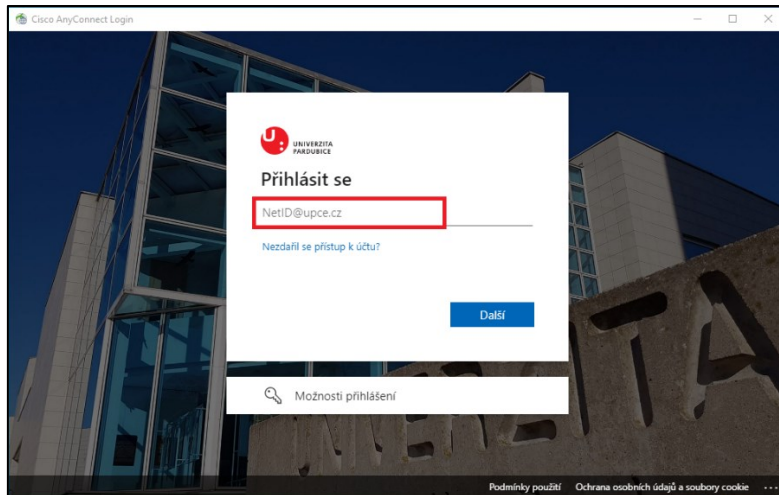 Cisco AnyConnect Login
UNIVERZITA
PARDUBICE
Přihlásit se
NetID@upce.cz
Nezdařil se přístup k účtu?
Další
Možnosti přihlášení
UNIVERZITA
Podmínky použití Ochrana osobních údajů a soubory cookie ...